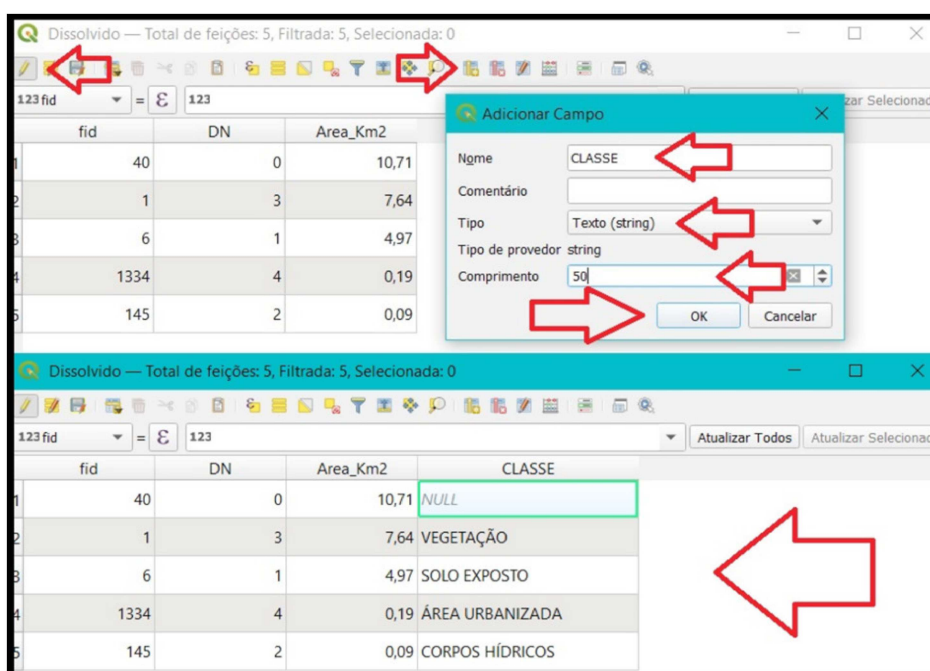 Dissolvido — Total de feições: 5, Filtrada: 5, Selecionada: 0
123 fid = ε 123 zar Selecionad
fid DN Area_Km2
1 40 0 10,71
2 1 3 7,64
3 6 1 4,97
4 1334 4 0,19
5 145 2 0,09
Adicionar Campo
Nome CLASSE
Comentário
Tipo Texto (string)
Tipo de provedor string
Comprimento 50
OK Cancelar
Dissolvido — Total de feições: 5, Filtrada: 5, Selecionada: 0
123 fid = ε 123 Atualizar Todos Atualizar Selecionad
fid DN Area_Km2 CLASSE
1 40 0 10,71 NULL
2 1 3 7,64 VEGETAÇÃO
3 6 1 4,97 SOLO EXPOSTO
4 1334 4 0,19 ÁREA URBANIZADA
5 145 2 0,09 CORPOS HÍDRICOS